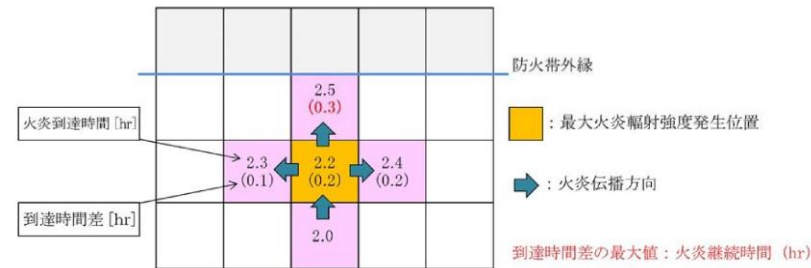 防火帯外縁
2.5
(0.3)
火炎到達時間 [hr]
:最大火炎輻射強度発生位置
2.3
(0.1)
2.2
(0.2)
2.4
(0.2)
:火炎伝播方向
到達時間差 [hr]
2.0
到達時間差の最大値:火炎継続時間 (hr)